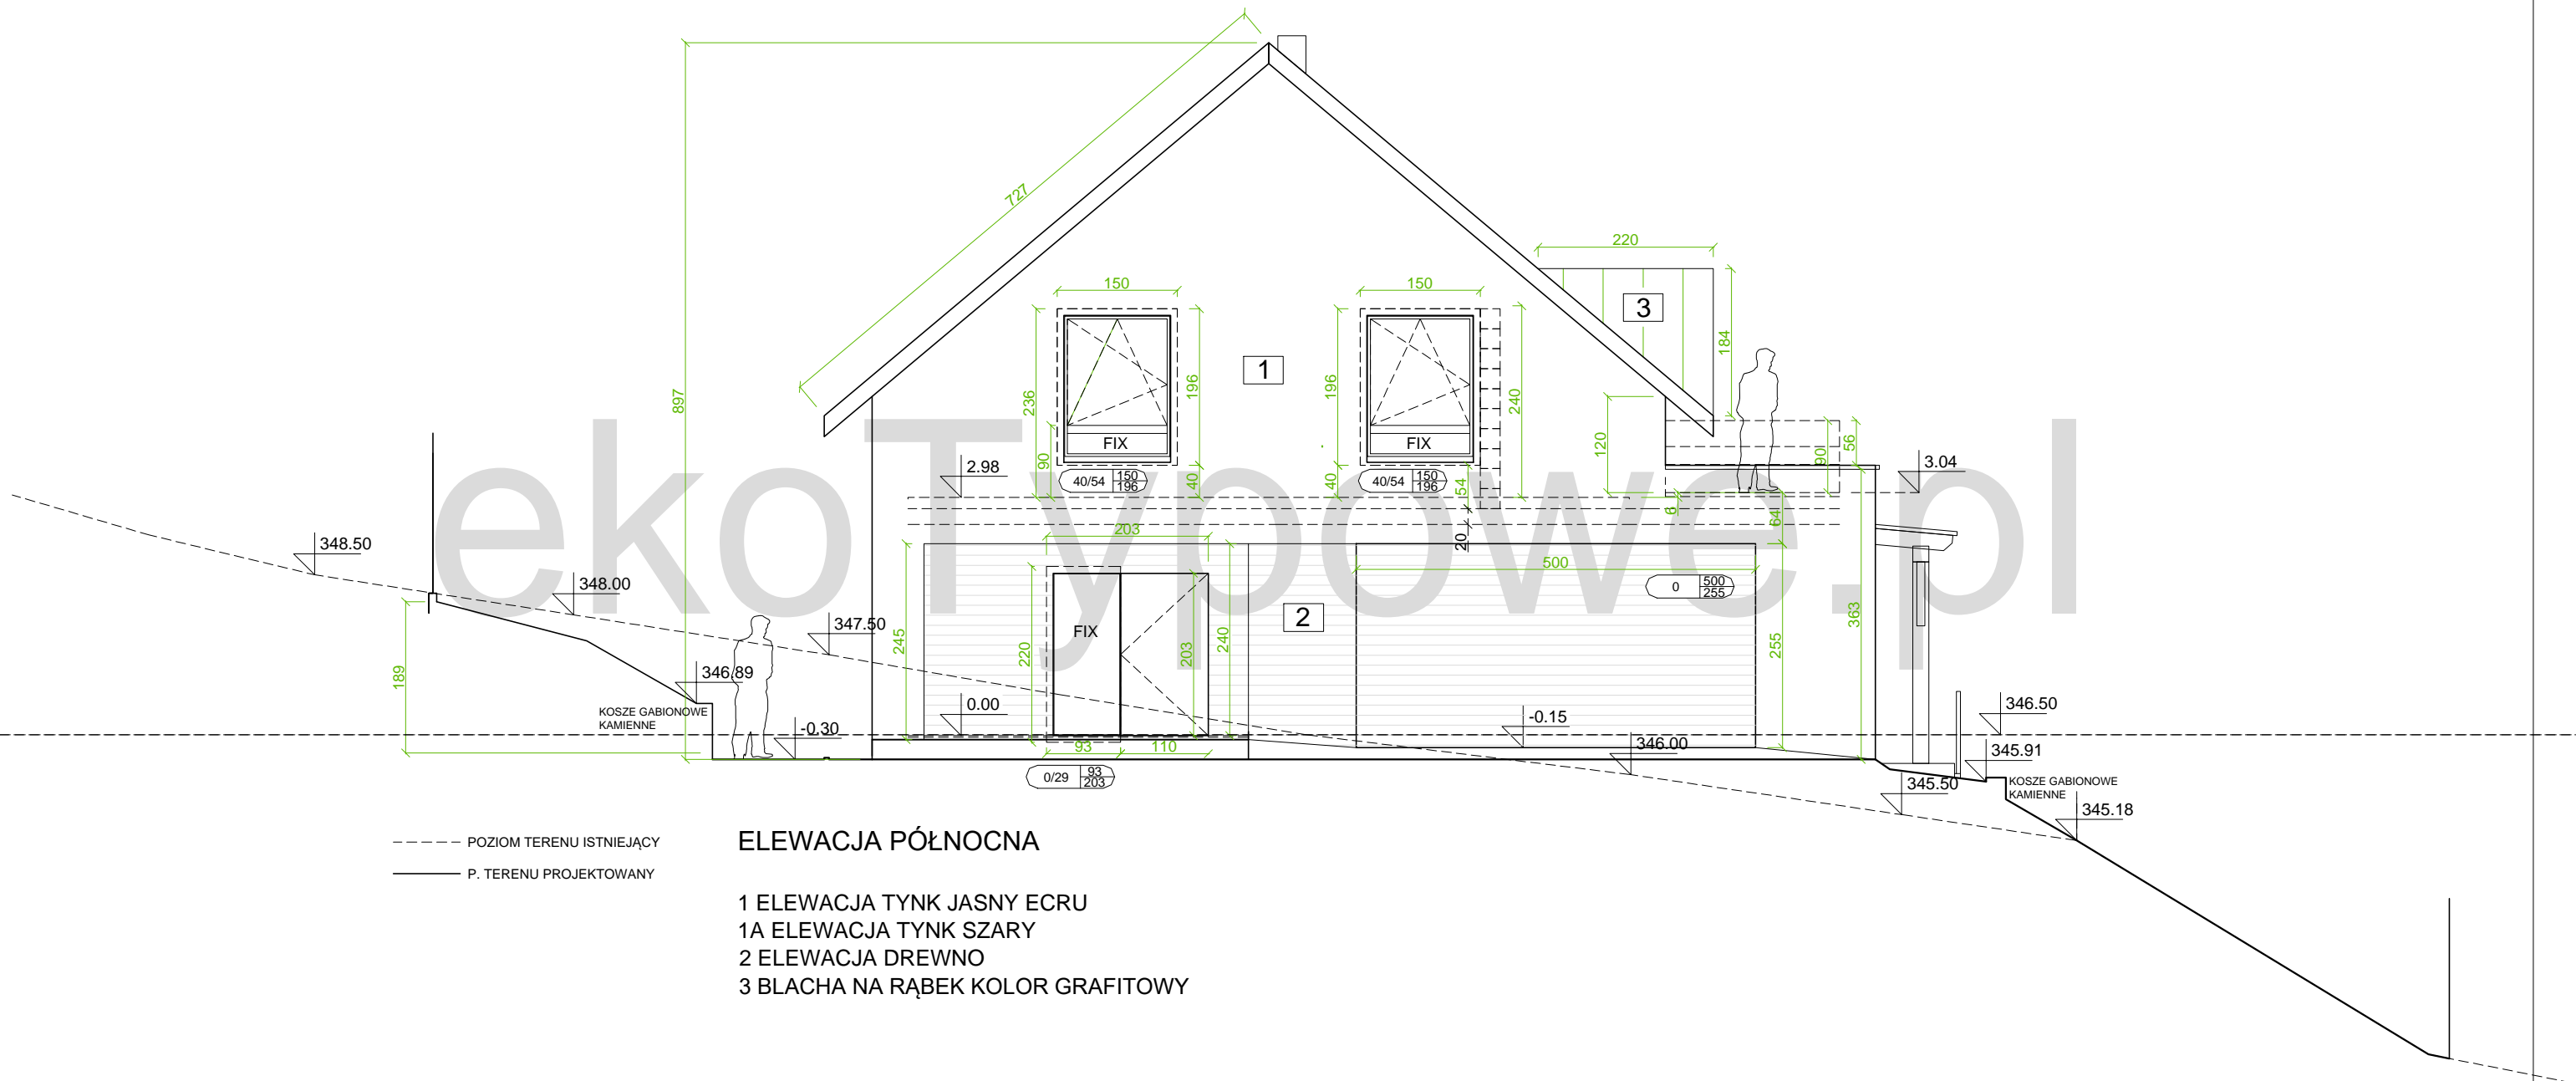 727
897
220
150
150
3
184
1
236
196
196
240
90
FIX
FIX
120
56
90
40/54 150 196
40
40
40/54 150 196
54
2.98
3.04
6
64
203
20
ekoTypowe.pl
348.50
348.00
347.50
500
0 500 255
2
FIX
245
220
203
240
255
363
189
346.89
KOSZE GABIONOWE
KAMIENNE
0.00
-0.30
-0.15
346.50
93
110
346.00
345.91
0/29 93 203
345.50
KOSZE GABIONOWE
KAMIENNE
345.18
POZIOM TERENU ISTNIEJĄCY
P. TERENU PROJEKTOWANY
ELEWACJA PÓŁNOCNA
1 ELEWACJA TYNK JASNY ECRU
1A ELEWACJA TYNK SZARY
2 ELEWACJA DREWNO
3 BLACHA NA RĄBEK KOLOR GRAFITOWY